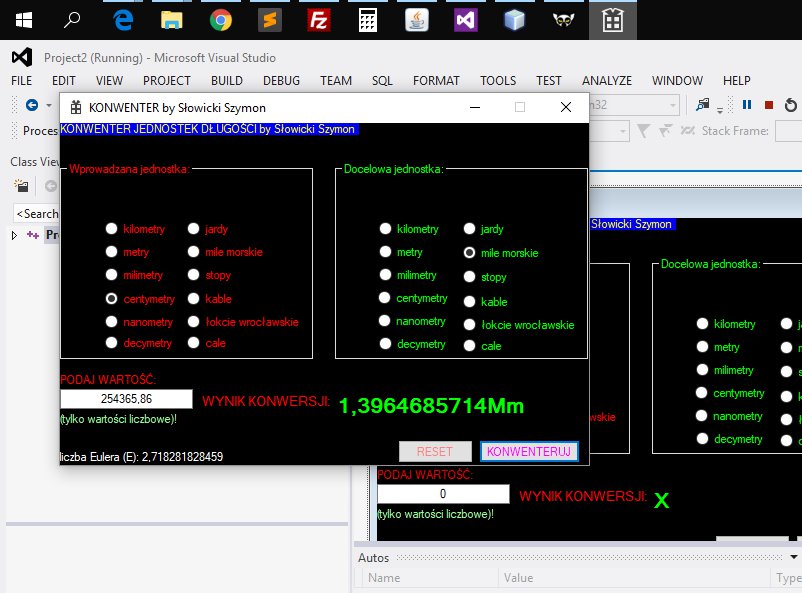 Project2 (Running) - Microsoft Visual Studio
FILE EDIT VIEW PROJECT BUILD DEBUG TEAM SQL FORMAT TOOLS TEST ANALYZE WINDOW HELP
KONWENTER by Słowicki Szymon
n32
Proces
Stack Frame:
KONWENTER JEDNOSTEK DŁUGOŚCI by Słowicki Szymon
Class View
<Search
Pr
Wprowadzana jednostka:
kilometry jardy
metry mile morskie
milimetry stopy
centymetry kable
nanometry łokcie wrocławskie
decymetry cale
Docelowa jednostka:
kilometry jardy
metry mile morskie
milimetry stopy
centymetry kable
nanometry łokcie wrocławskie
decymetry cale
PODAJ WARTOŚĆ:
254365,86
WYNIK KONWERSJI: 1,3964685714Mm
(tylko wartości liczbowe)!
liczba Eulera (E): 2,718281828459
RESET KONWENTERUJ
Słowicki Szymon
Docelowa jednostka:
kilometry ja
metry
milimetry
centymetry
nanometry
decymetry
wskie
PODAJ WARTOŚĆ:
0
WYNIK KONWERSJI: X
(tylko wartości liczbowe)!
Autos
Name Value Type